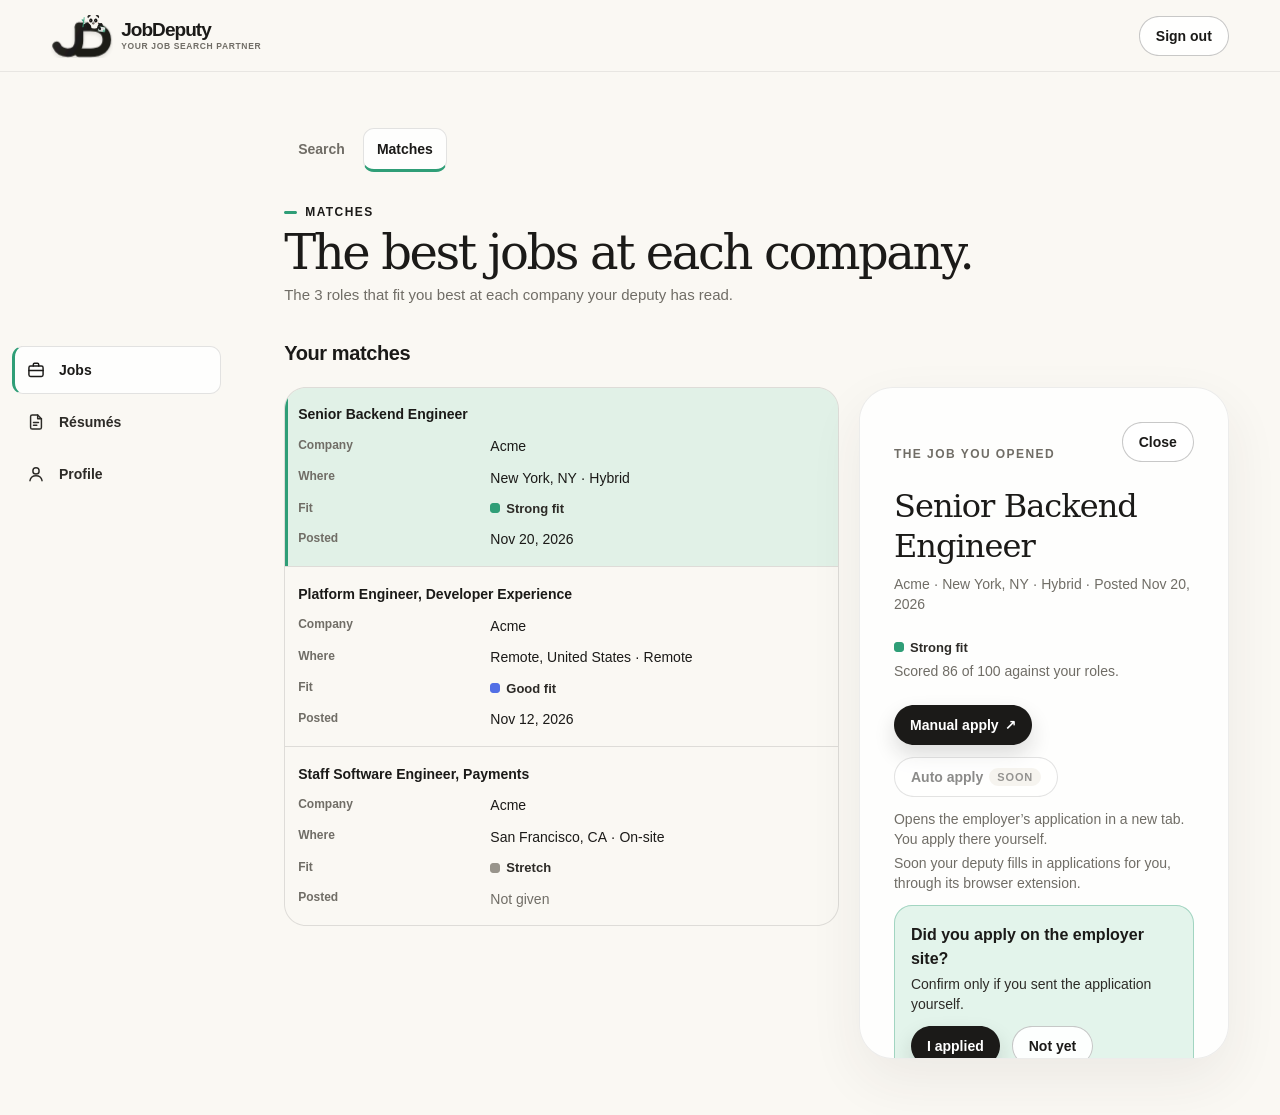 JobDeputy
YOUR JOB SEARCH PARTNER
Sign out
Search
Matches
MATCHES
The best jobs at each company.
The 3 roles that fit you best at each company your deputy has read.
Jobs
Résumés
Profile
Your matches
Senior Backend Engineer
Company
Acme
Where
New York, NY · Hybrid
Fit
Strong fit
Posted
Nov 20, 2026
Platform Engineer, Developer Experience
Company
Acme
Where
Remote, United States · Remote
Fit
Good fit
Posted
Nov 12, 2026
Staff Software Engineer, Payments
Company
Acme
Where
San Francisco, CA · On-site
Fit
Stretch
Posted
Not given
THE JOB YOU OPENED
Close
Senior Backend
Engineer
Acme · New York, NY · Hybrid · Posted Nov 20,
2026
Strong fit
Scored 86 of 100 against your roles.
Manual apply ↗
Auto apply SOON
Opens the employer’s application in a new tab.
You apply there yourself.
Soon your deputy fills in applications for you,
through its browser extension.
Did you apply on the employer
site?
Confirm only if you sent the application
yourself.
I applied
Not yet